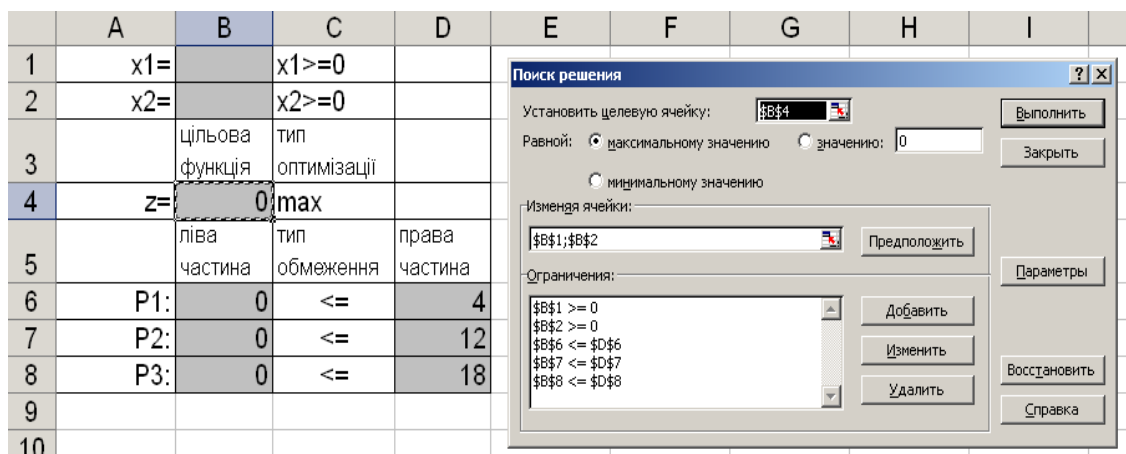 A B C D E F G H I
1 x1= x1>=0
2 x2= x2>=0
3 цільова функція тип оптимізації
4 z= 0 max
5 ліва частина тип обмеження права частина
6 P1: 0 <= 4
7 P2: 0 <= 12
8 P3: 0 <= 18
9
10
Поиск решения
Установить целевую ячейку: $B$4 Выполнить
Равной: максимальному значению значению: 0 Закрыть
минимальному значению
Изменяя ячейки:
$B$1;$B$2 Предположить
Ограничения: Параметры
$B$1 >= 0 Добавить
$B$2 >= 0
$B$6 <= $D$6
$B$7 <= $D$7 Изменить
$B$8 <= $D$8
Удалить
Восстановить
Справка